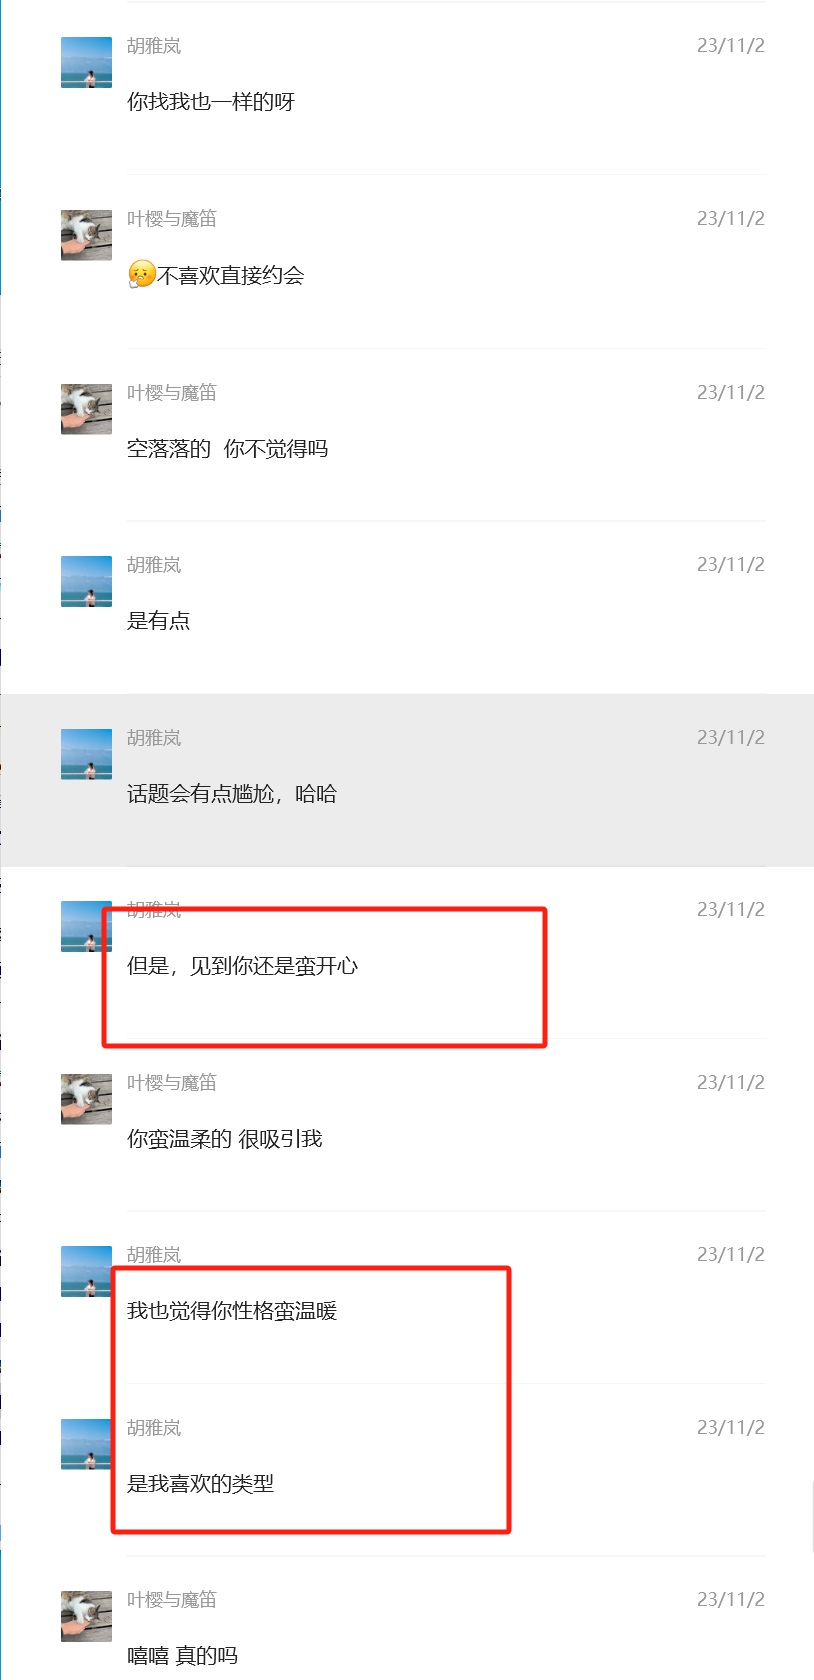 胡雅岚
23/11/2
你找我也一样的呀
叶樱与魔笛
23/11/2
不喜欢直接约会
叶樱与魔笛
23/11/2
空落落的  你不觉得吗
胡雅岚
23/11/2
是有点
胡雅岚
23/11/2
话题会有点尴尬，哈哈
胡雅岚
23/11/2
但是，见到你还是蛮开心
叶樱与魔笛
23/11/2
你蛮温柔的 很吸引我
胡雅岚
23/11/2
我也觉得你性格蛮温暖
胡雅岚
23/11/2
是我喜欢的类型
叶樱与魔笛
23/11/2
嘻嘻 真的吗